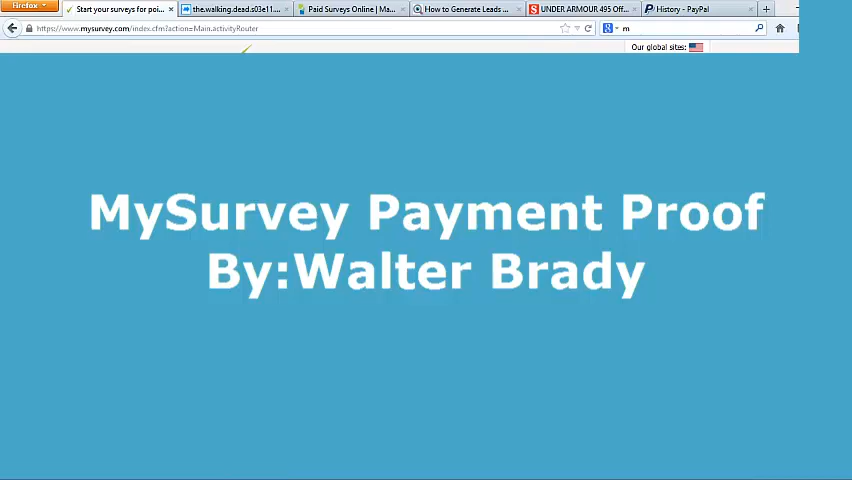 Firefox
Start your surveys for poi...
the.walking.dead.s03e11....
Paid Surveys Online | Ma...
How to Generate Leads ...
UNDER ARMOUR 495 Off...
History - PayPal
https://www.mysurvey.com/index.cfm?action=Main.activityRouter
m
Our global sites:
MySurvey Payment Proof
By:Walter Brady